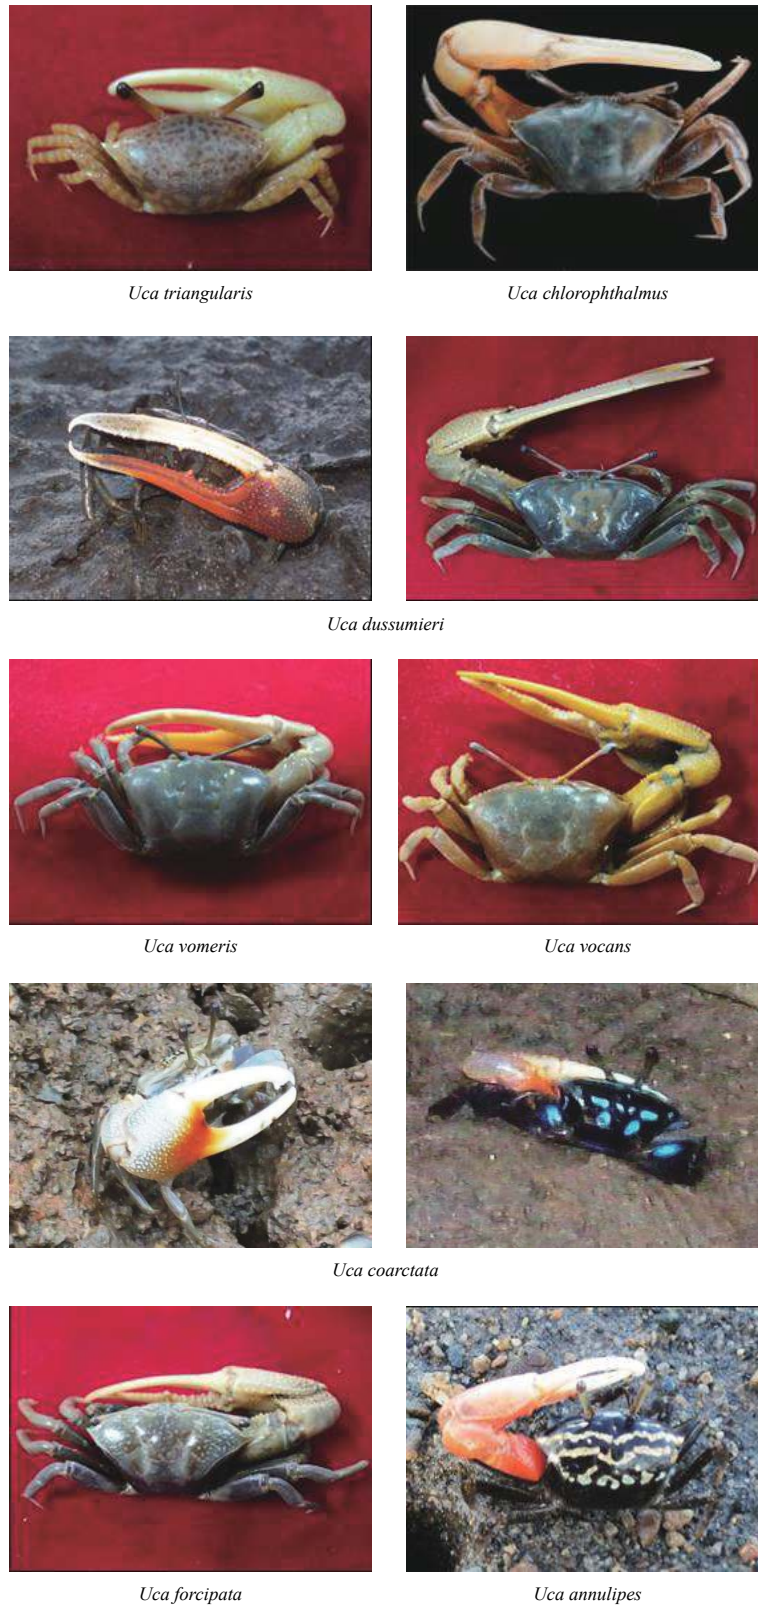 Uca triangularis
Uca chlorophthalmus
Uca dussumieri
Uca vomeris
Uca vocans
Uca coarctata
Uca forcipata
Uca annulipes